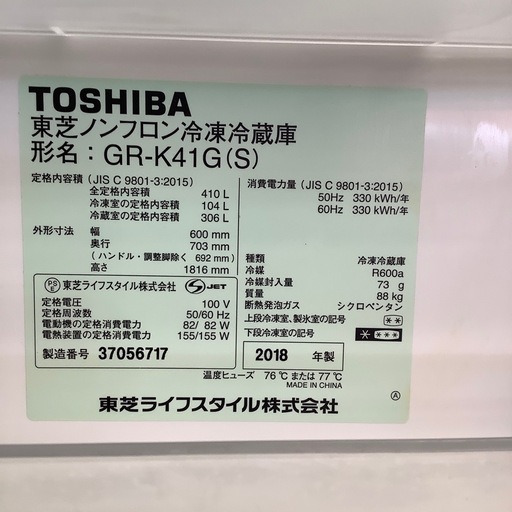 TOSHIBA
東芝ノンフロン冷凍冷蔵庫
形名：GR-K41G(S)
定格内容積（JIS C 9801-3:2015）
全定格内容積 410 L
冷凍室の定格内容積 104 L
冷蔵室の定格内容積 306 L
外形寸法 幅 600 mm
奥行 703 mm
(ハンドル・調整脚除く 692 mm)
高さ 1816 mm
消費電力量（JIS C 9801-3:2015）
50Hz 330 kWh/年
60Hz 330 kWh/年
種類 冷凍冷蔵庫
冷媒 R600a
冷媒封入量 73 g
質量 88 kg
断熱発泡ガス シクロペンタン
上段冷凍室、製氷室の記号 **
下段冷凍室の記号 * ***
PS E 東芝ライフスタイル株式会社 S JET
定格電圧 100 V
定格周波数 50/60 Hz
電動機の定格消費電力 82/ 82 W
電熱装置の定格消費電力 155/155 W
製造番号 37056717
2018 年製
温度ヒューズ 76℃または77℃
MADE IN CHINA
東芝ライフスタイル株式会社
A